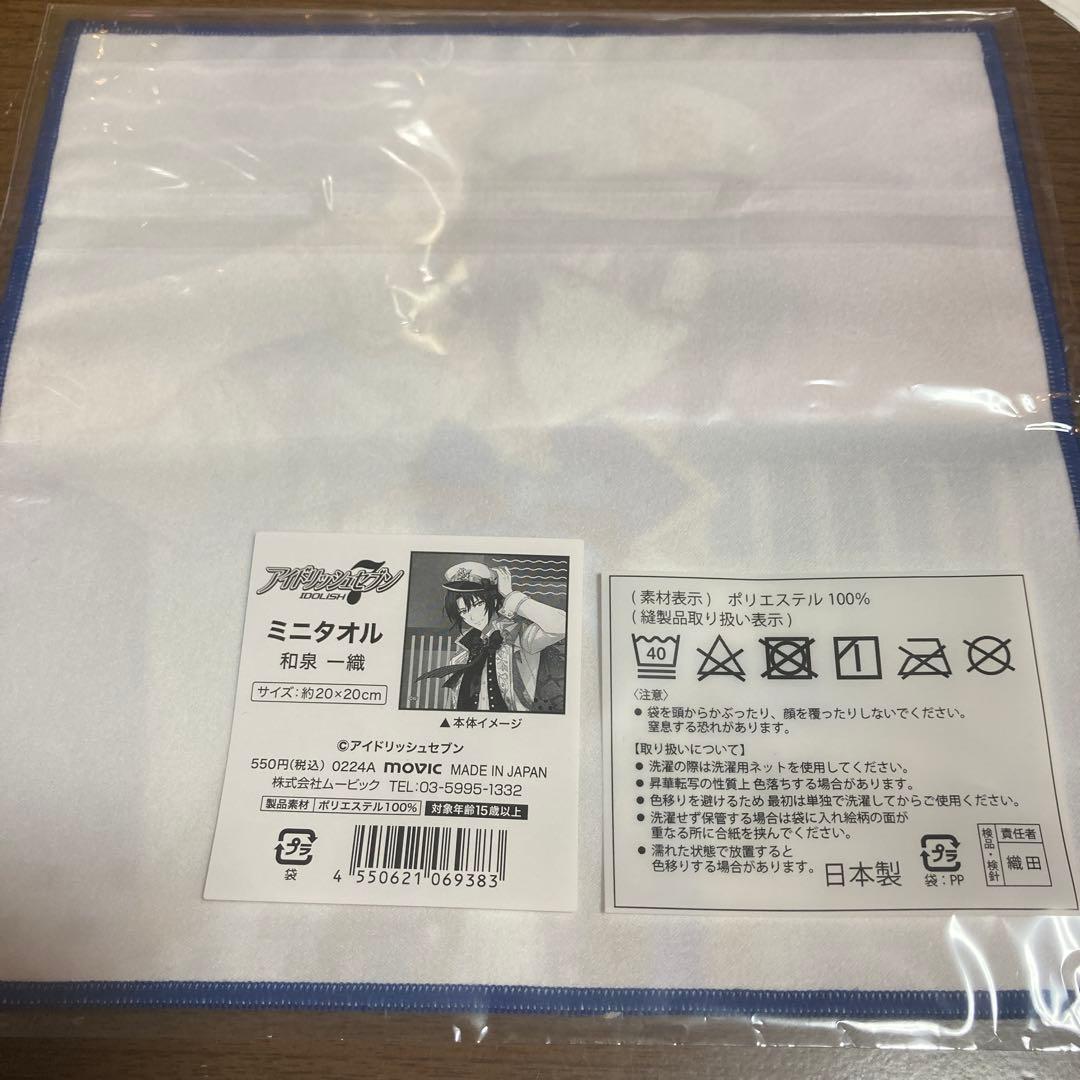 アイドリッシュセブン
IDOLiSH7
ミニタオル
和泉 一織
サイズ:約20×20cm
▲本体イメージ
©アイドリッシュセブン
550円(税込) 0224A movic MADE IN JAPAN
株式会社ムービック TEL:03-5995-1332
製品素材 ポリエステル100% 対象年齢15歳以上
プラ
袋
4 550621 069383
(素材表示) ポリエステル 100%
(縫製品取り扱い表示)
40
〈注意〉
● 袋を頭からかぶったり、顔を覆ったりしないでください。
窒息する恐れがあります。
【取り扱いについて】
● 洗濯の際は洗濯用ネットを使用してください。
● 昇華転写の性質上 色落ちする場合があります。
● 色移りを避けるため 最初は単独で洗濯してからご使用ください。
● 洗濯せず保管する場合は袋に入れ絵柄の面が
重なる所に合紙を挟んでください。
● 濡れた状態で放置すると
色移りする場合があります。
日本製
プラ
袋:PP
検品・検針
責任者
織田